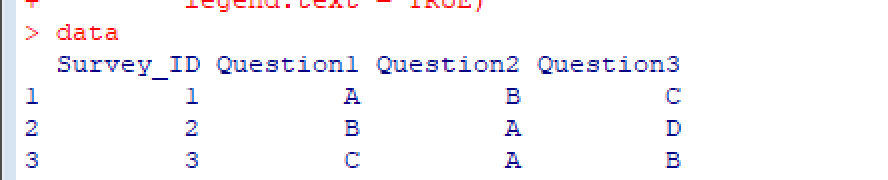 + legend.text = TRUE)
> data
Survey_ID Question1 Question2 Question3
1 1 A B C
2 2 B A D
3 3 C A B